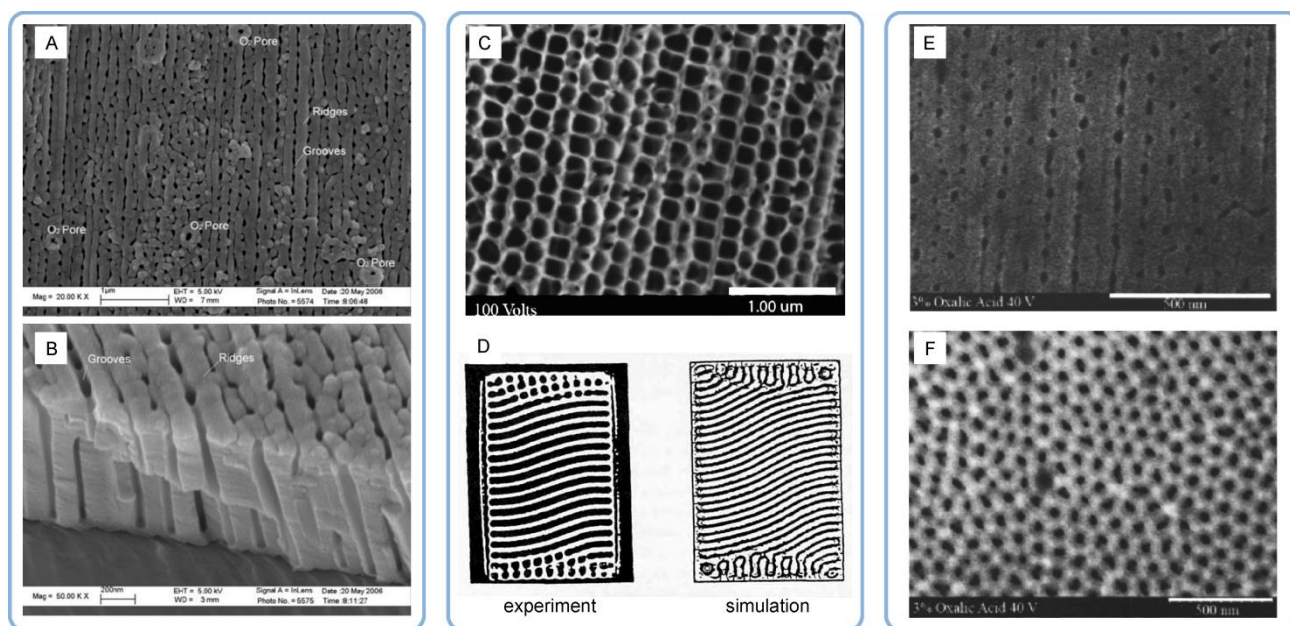 A
O₂ Pore
Ridges
Grooves
O₂ Pore
O₂ Pore
O₂ Pore
Mag = 20.00 K X
1µm
EHT = 5.00 kV
WD = 7 mm
Signal A = InLens
Photo No. = 5574
Date :20 May 2006
Time :8:06:48
B
Grooves
Ridges
Mag = 50.00 K X
200nm
EHT = 5.00 kV
WD = 3 mm
Signal A = InLens
Photo No. = 5575
Date :20 May 2006
Time :8:11:27
C
100 Volts
1.00 um
D
experiment
simulation
E
3% Oxalic Acid 40 V
500 nm
F
3% Oxalic Acid 40 V
500 nm